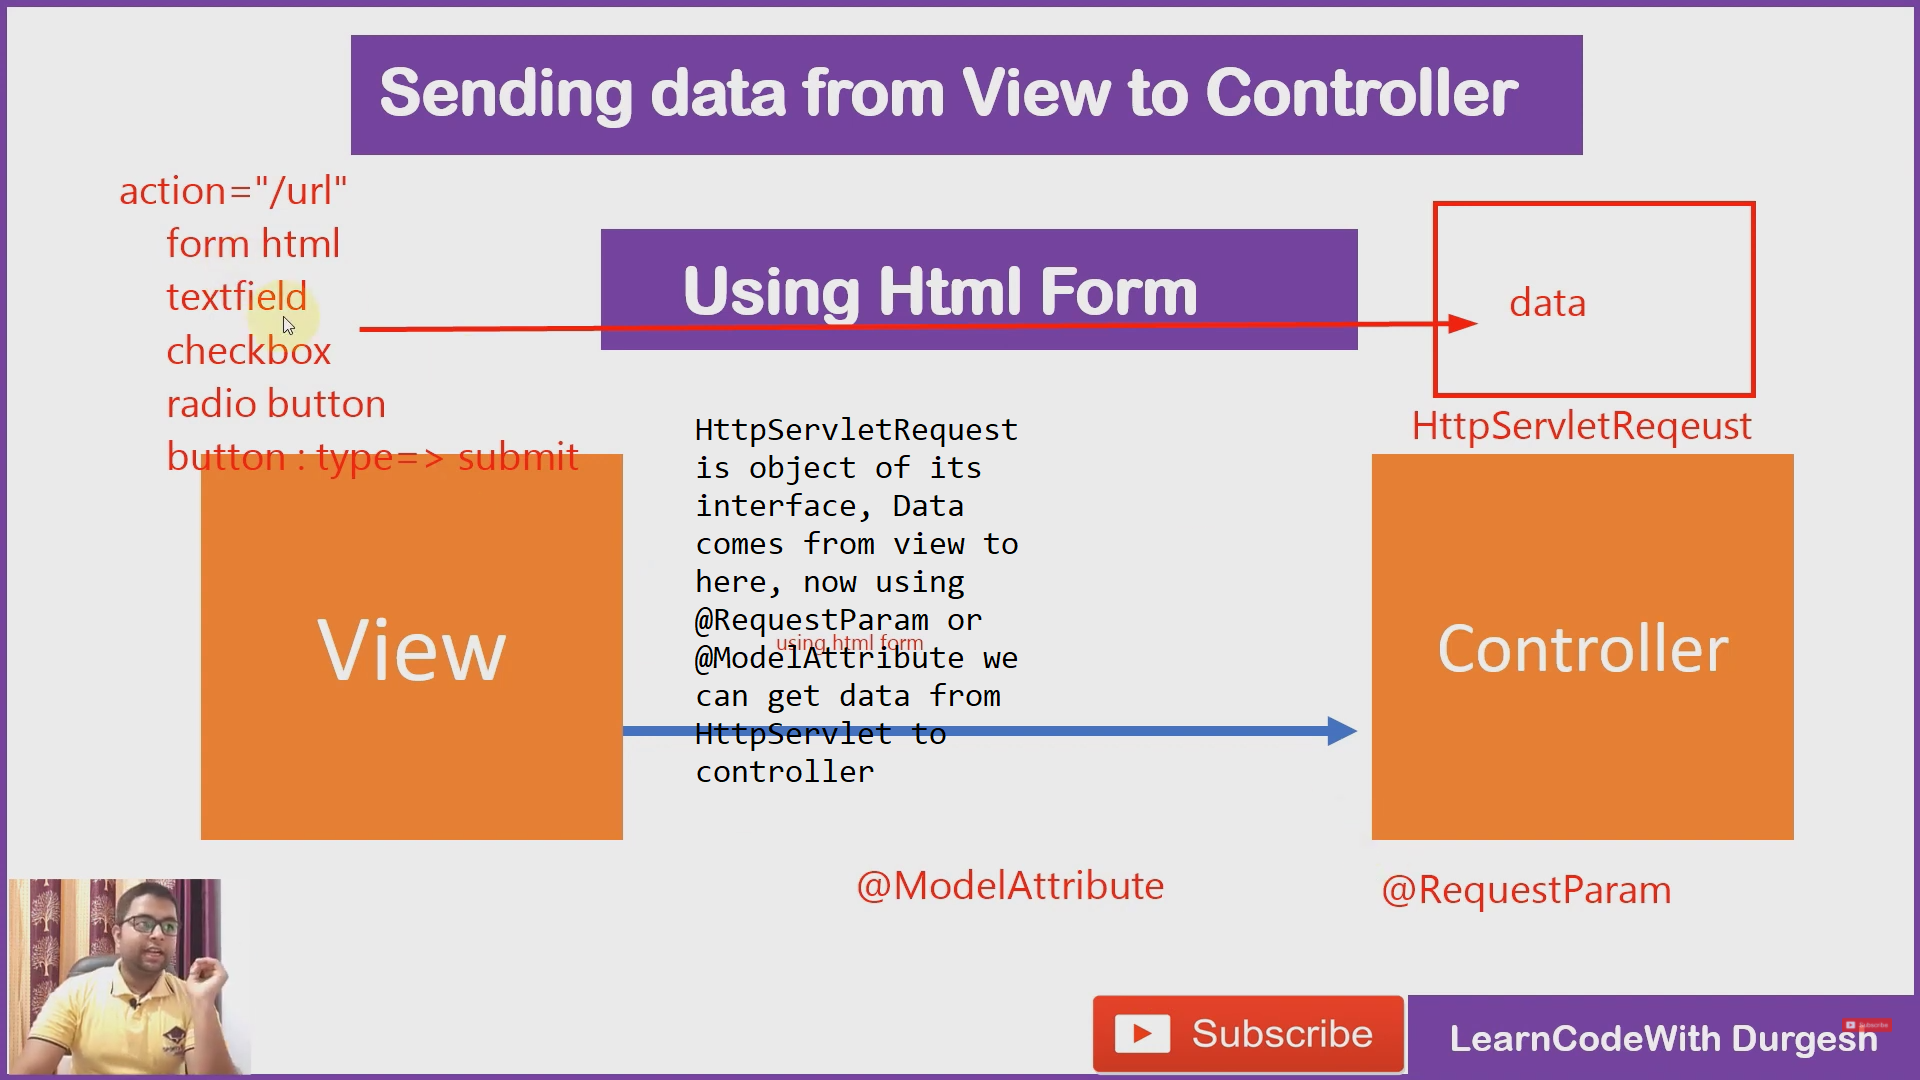 Sending data from View to Controller
action="/url"
form html
textfield
checkbox
radio button
button : type=> submit
Using Html Form
data
HttpServletReqeust
HttpServletRequest
is object of its
interface, Data
comes from view to
here, now using
@RequestParam or
using html form
@ModelAttribute we
can get data from
HttpServlet to
controller
View
Controller
@ModelAttribute
@RequestParam
Subscribe
LearnCodeWith Durgesh
Subscribe